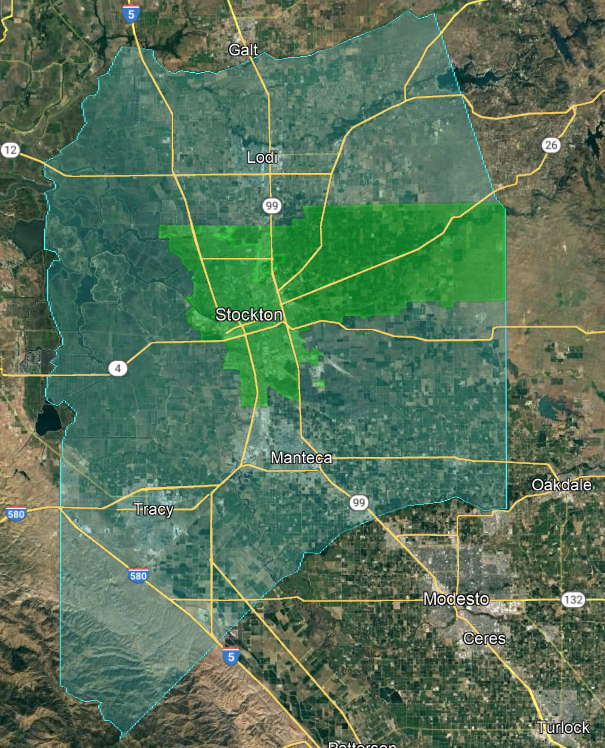 5
Galt
12
26
Lodi
99
Stockton
4
Manteca
Oakdale
99
580
Tracy
580
Modesto
132
Ceres
5
Turlock
Patterson